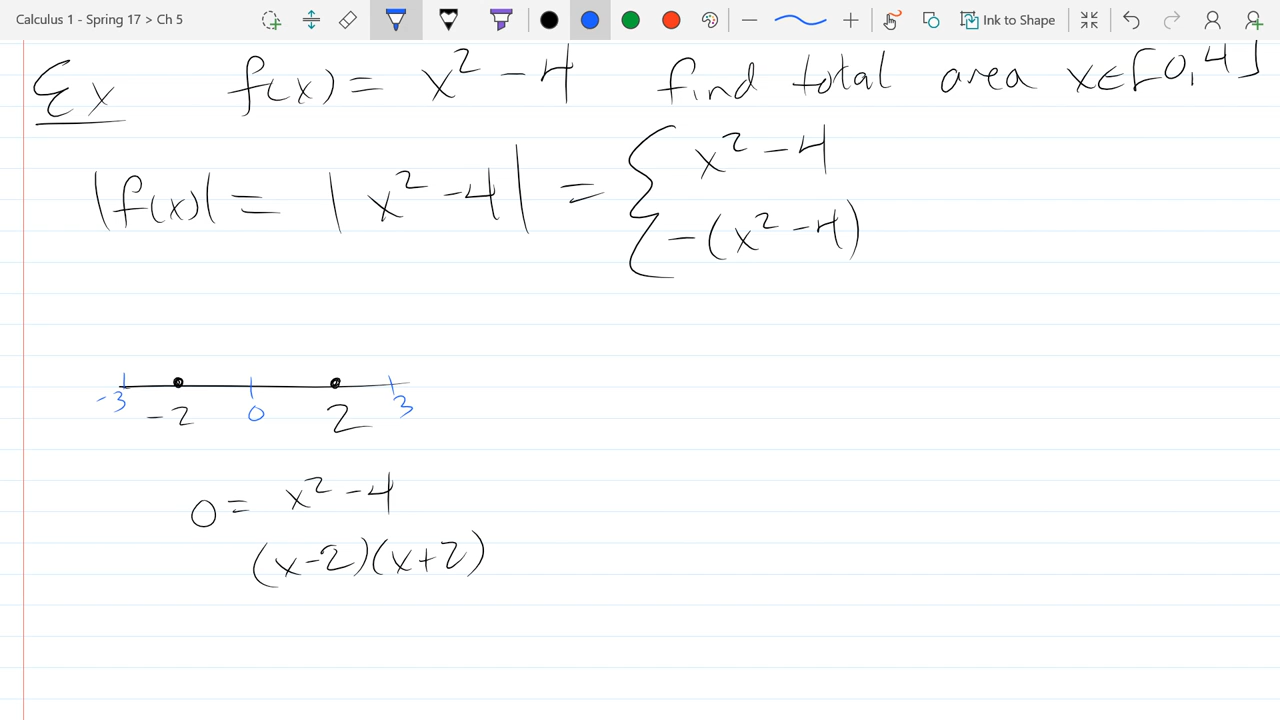 Calculus 1 - Spring 17 > Ch 5
Ink to Shape
Ex f(x) = x² - 4 find total area x∈[0,4]
|f(x)| = |x² - 4| = { x² - 4
-(x² - 4)
-3 -2 0 2 3
0 = x² - 4
(x-2)(x+2)